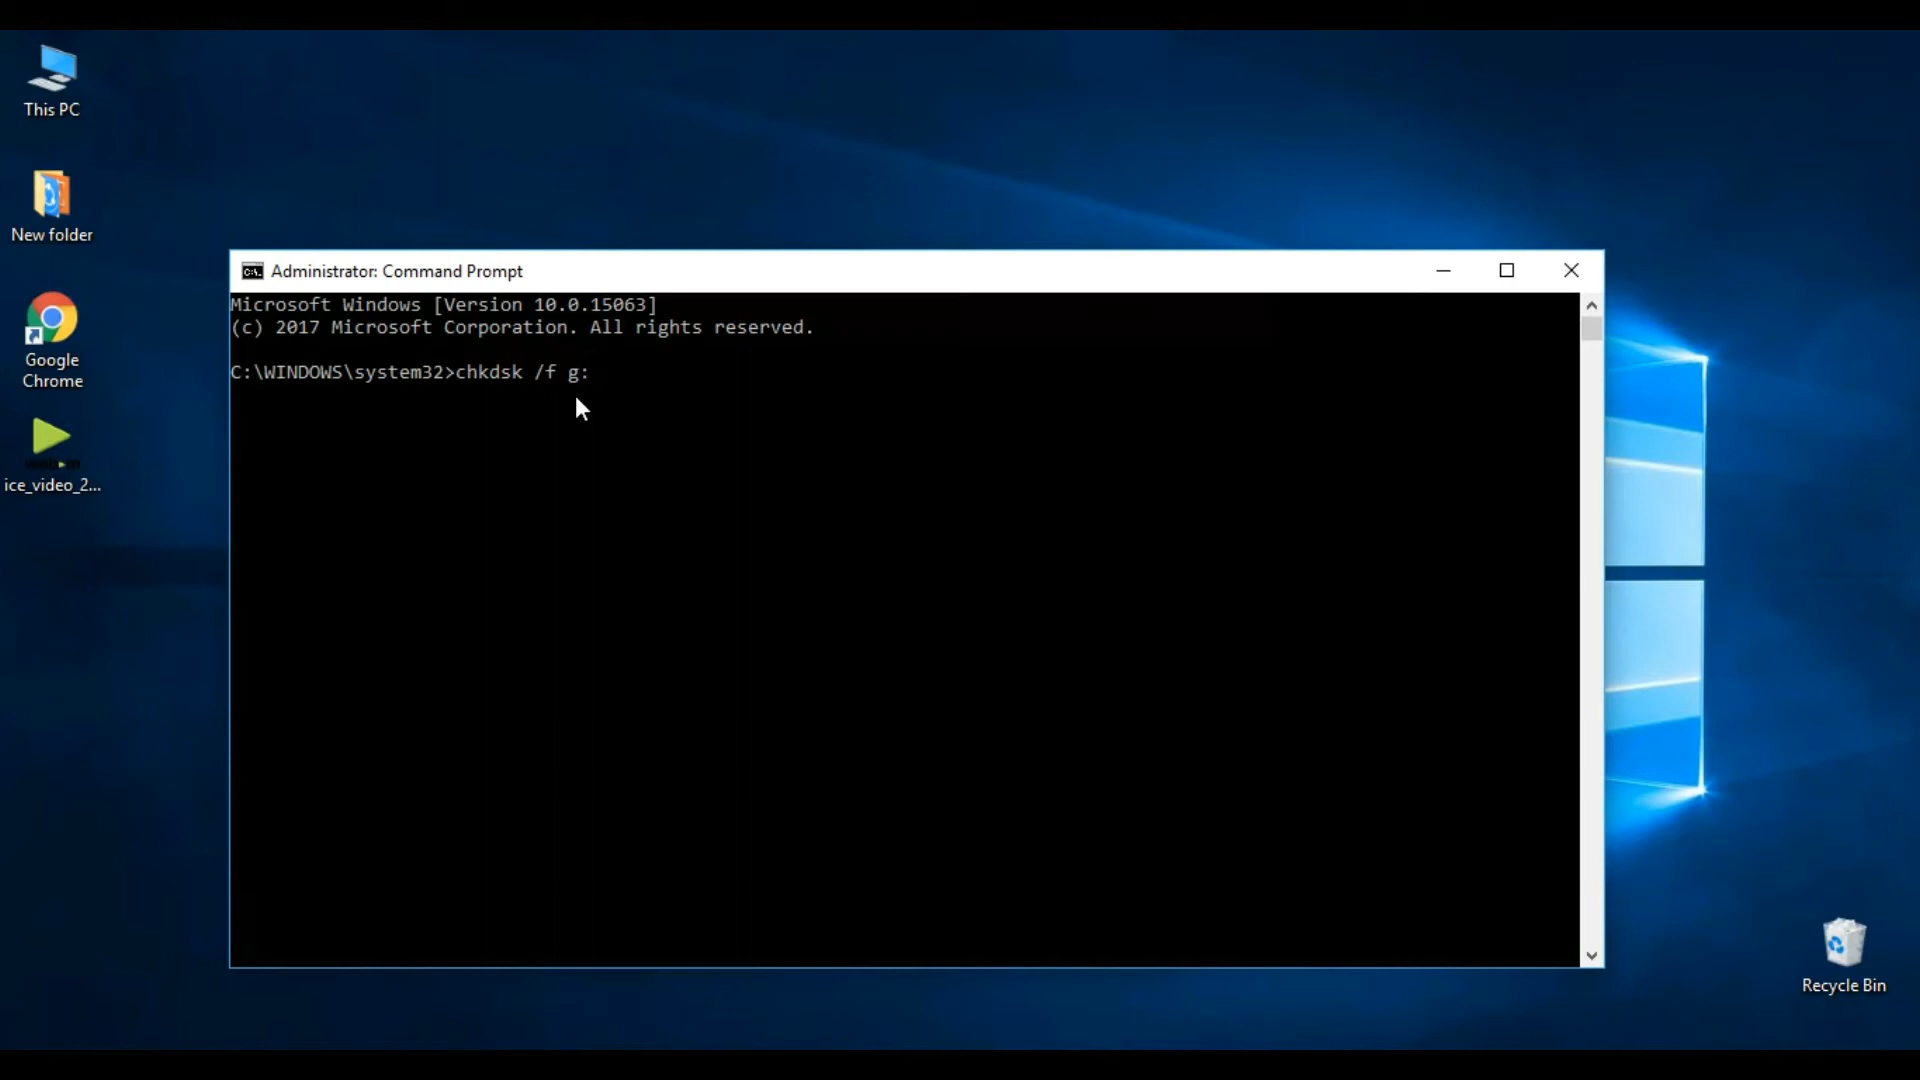 This PC
New folder
Google
Chrome
ice_video_2...
Administrator: Command Prompt
Microsoft Windows [Version 10.0.15063]
(c) 2017 Microsoft Corporation. All rights reserved.
C:\WINDOWS\system32>chkdsk /f g:
Recycle Bin